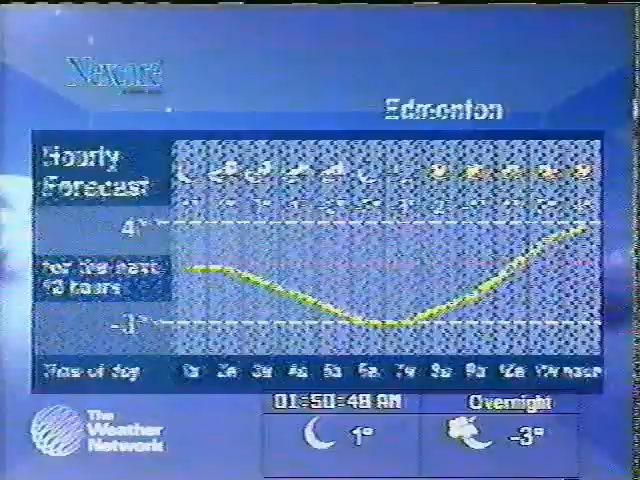 Nexcare
Edmonton
Hourly
Forecast
4°
for the next
12 hours
-3°
Time of day 1a 2a 3a 4a 5a 6a 7a 8a 9a 10a 11a noon
01:50:48 AM
Overnight
The
Weather
Network
1°
-3°